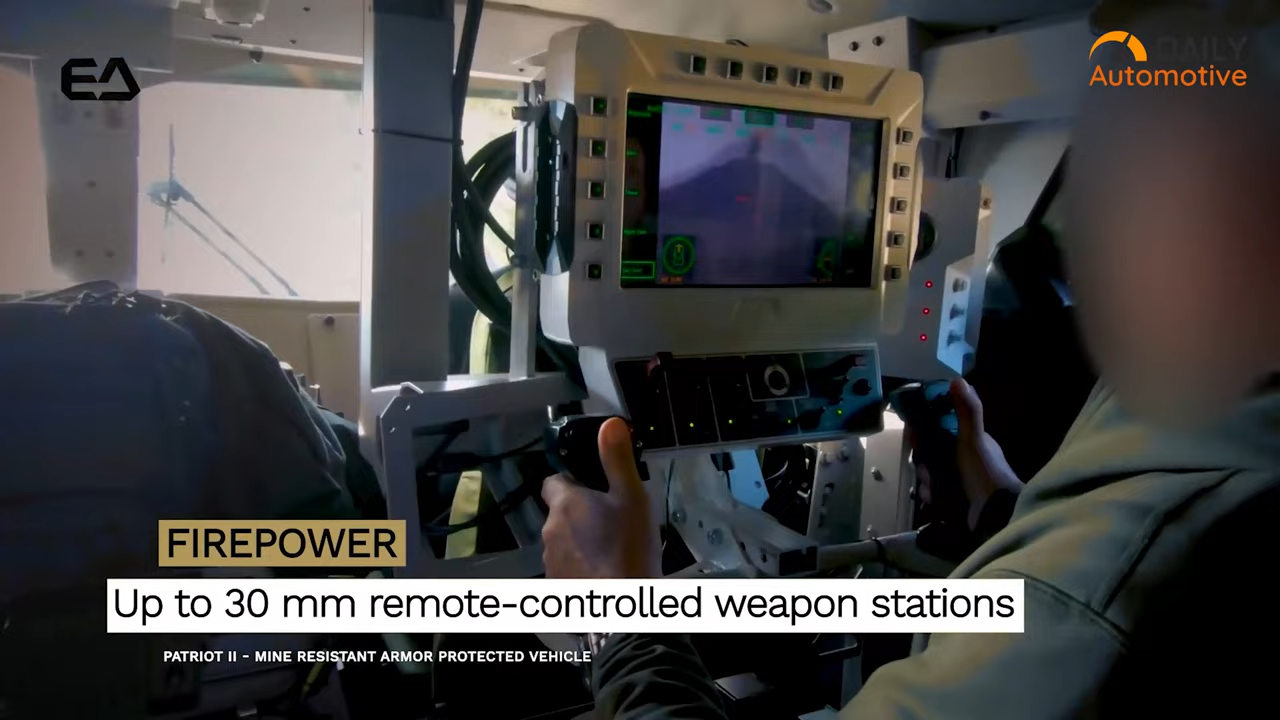 EA
DAILY
Automotive
FIREPOWER
Up to 30 mm remote-controlled weapon stations
PATRIOT II - MINE RESISTANT ARMOR PROTECTED VEHICLE